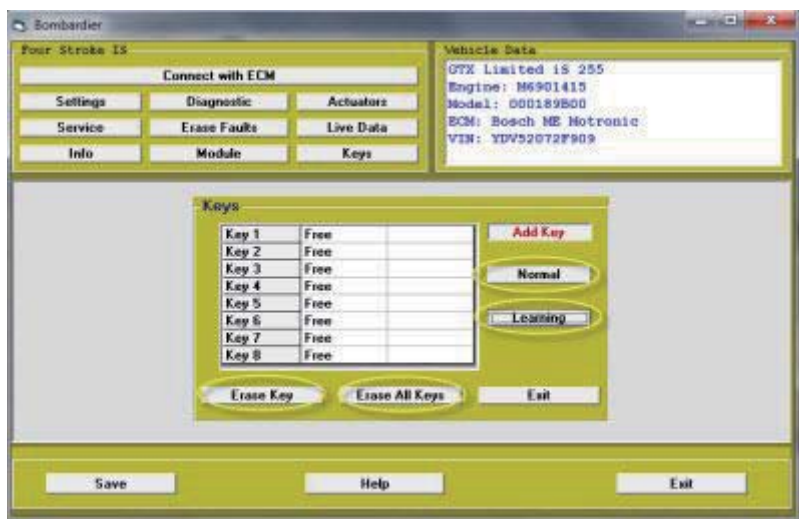 Bombardier
Four Stroke IS
Connect with ECM
Settings Diagnostic Actuators
Service Erase Faults Live Data
Info Module Keys
Vehicle Data
GTX Limited iS 255
Engine: M6901415
Model: 000189B00
ECM: Bosch ME Motronic
VIN: YDV52072F909
Keys
Key 1 Free
Key 2 Free
Key 3 Free
Key 4 Free
Key 5 Free
Key 6 Free
Key 7 Free
Key 8 Free
Add Key
Normal
Learning
Erase Key Erase All Keys Exit
Save Help Exit